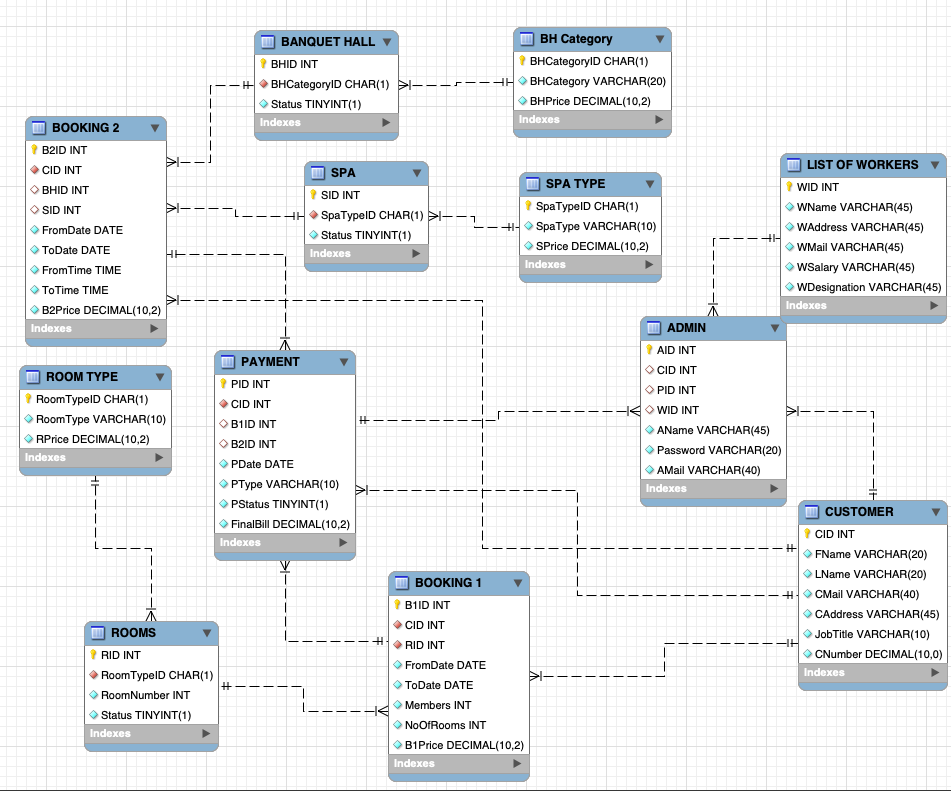 BANQUET HALL
BHID INT
BHCategoryID CHAR(1)
Status TINYINT(1)
Indexes
BH Category
BHCategoryID CHAR(1)
BHCategory VARCHAR(20)
BHPrice DECIMAL(10,2)
Indexes
BOOKING 2
B2ID INT
CID INT
BHID INT
SID INT
FromDate DATE
ToDate DATE
FromTime TIME
ToTime TIME
B2Price DECIMAL(10,2)
Indexes
SPA
SID INT
SpaTypeID CHAR(1)
Status TINYINT(1)
Indexes
SPA TYPE
SpaTypeID CHAR(1)
SpaType VARCHAR(10)
SPrice DECIMAL(10,2)
Indexes
LIST OF WORKERS
WID INT
WName VARCHAR(45)
WAddress VARCHAR(45)
WMail VARCHAR(45)
WSalary VARCHAR(45)
WDesignation VARCHAR(45)
Indexes
ADMIN
AID INT
CID INT
PID INT
WID INT
AName VARCHAR(45)
Password VARCHAR(20)
AMail VARCHAR(40)
Indexes
ROOM TYPE
RoomTypeID CHAR(1)
RoomType VARCHAR(10)
RPrice DECIMAL(10,2)
Indexes
PAYMENT
PID INT
CID INT
B1ID INT
B2ID INT
PDate DATE
PType VARCHAR(10)
PStatus TINYINT(1)
FinalBill DECIMAL(10,2)
Indexes
CUSTOMER
CID INT
FName VARCHAR(20)
LName VARCHAR(20)
CMail VARCHAR(40)
CAddress VARCHAR(45)
JobTitle VARCHAR(10)
CNumber DECIMAL(10,0)
Indexes
BOOKING 1
B1ID INT
CID INT
RID INT
FromDate DATE
ToDate DATE
Members INT
NoOfRooms INT
B1Price DECIMAL(10,2)
Indexes
ROOMS
RID INT
RoomTypeID CHAR(1)
RoomNumber INT
Status TINYINT(1)
Indexes